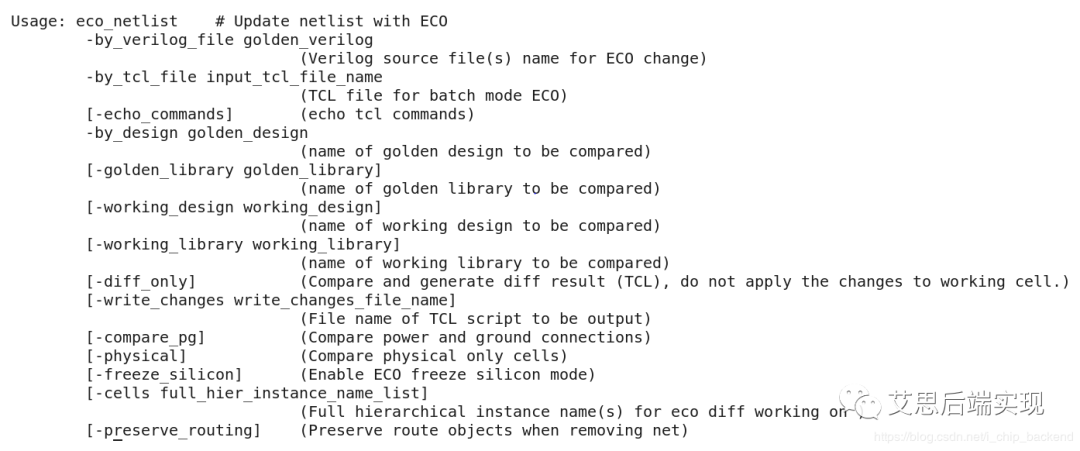 Usage: eco_netlist    # Update netlist with ECO
        -by_verilog_file golden_verilog
                               (Verilog source file(s) name for ECO change)
        -by_tcl_file input_tcl_file_name
                               (TCL file for batch mode ECO)
        [-echo_commands]       (echo tcl commands)
        -by_design golden_design
                               (name of golden design to be compared)
        [-golden_library golden_library]
                               (name of golden library to be compared)
        [-working_design working_design]
                               (name of working design to be compared)
        [-working_library working_library]
                               (name of working library to be compared)
        [-diff_only]           (Compare and generate diff result (TCL), do not apply the changes to working cell.)
        [-write_changes write_changes_file_name]
                               (File name of TCL script to be output)
        [-compare_pg]          (Compare power and ground connections)
        [-physical]            (Compare physical only cells)
        [-freeze_silicon]      (Enable ECO freeze silicon mode)
        [-cells full_hier_instance_name_list]
                               (Full hierarchical instance name(s) for eco diff working on
        [-preserve_routing]    (Preserve route objects when removing net)
艾思后端实现
https://blog.csdn.net/i_chip_backend